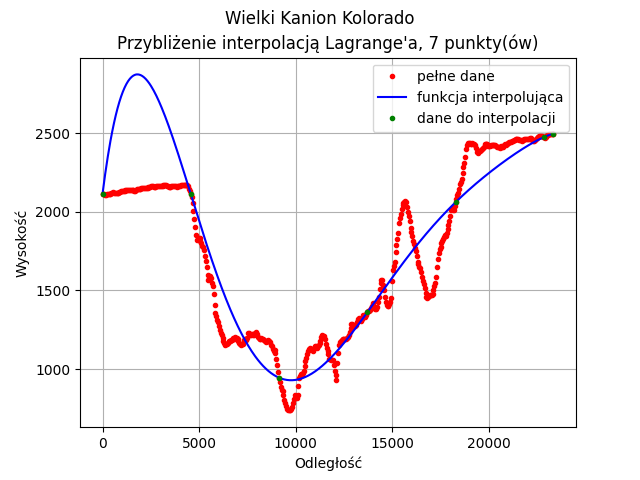 Wielki Kanion Kolorado
Przybliżenie interpolacją Lagrange'a, 7 punkty(ów)
pełne dane
funkcja interpolująca
dane do interpolacji
Wysokość
2500
2000
1500
1000
0 5000 10000 15000 20000
Odległość